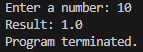 Enter a number: 10
Result: 1.0
Program terminated.